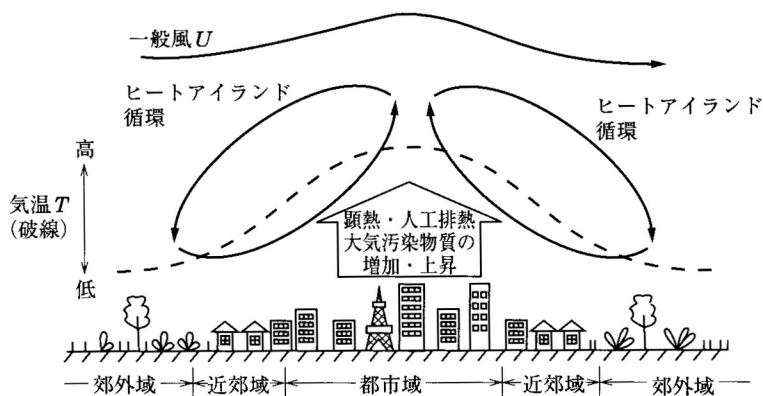 一般風U
ヒートアイランド
循環
ヒートアイランド
循環
高
気温T
(破線)
低
顕熱・人工排熱
大気汚染物質の
増加・上昇
郊外域 近郊域 都市域 近郊域 郊外域